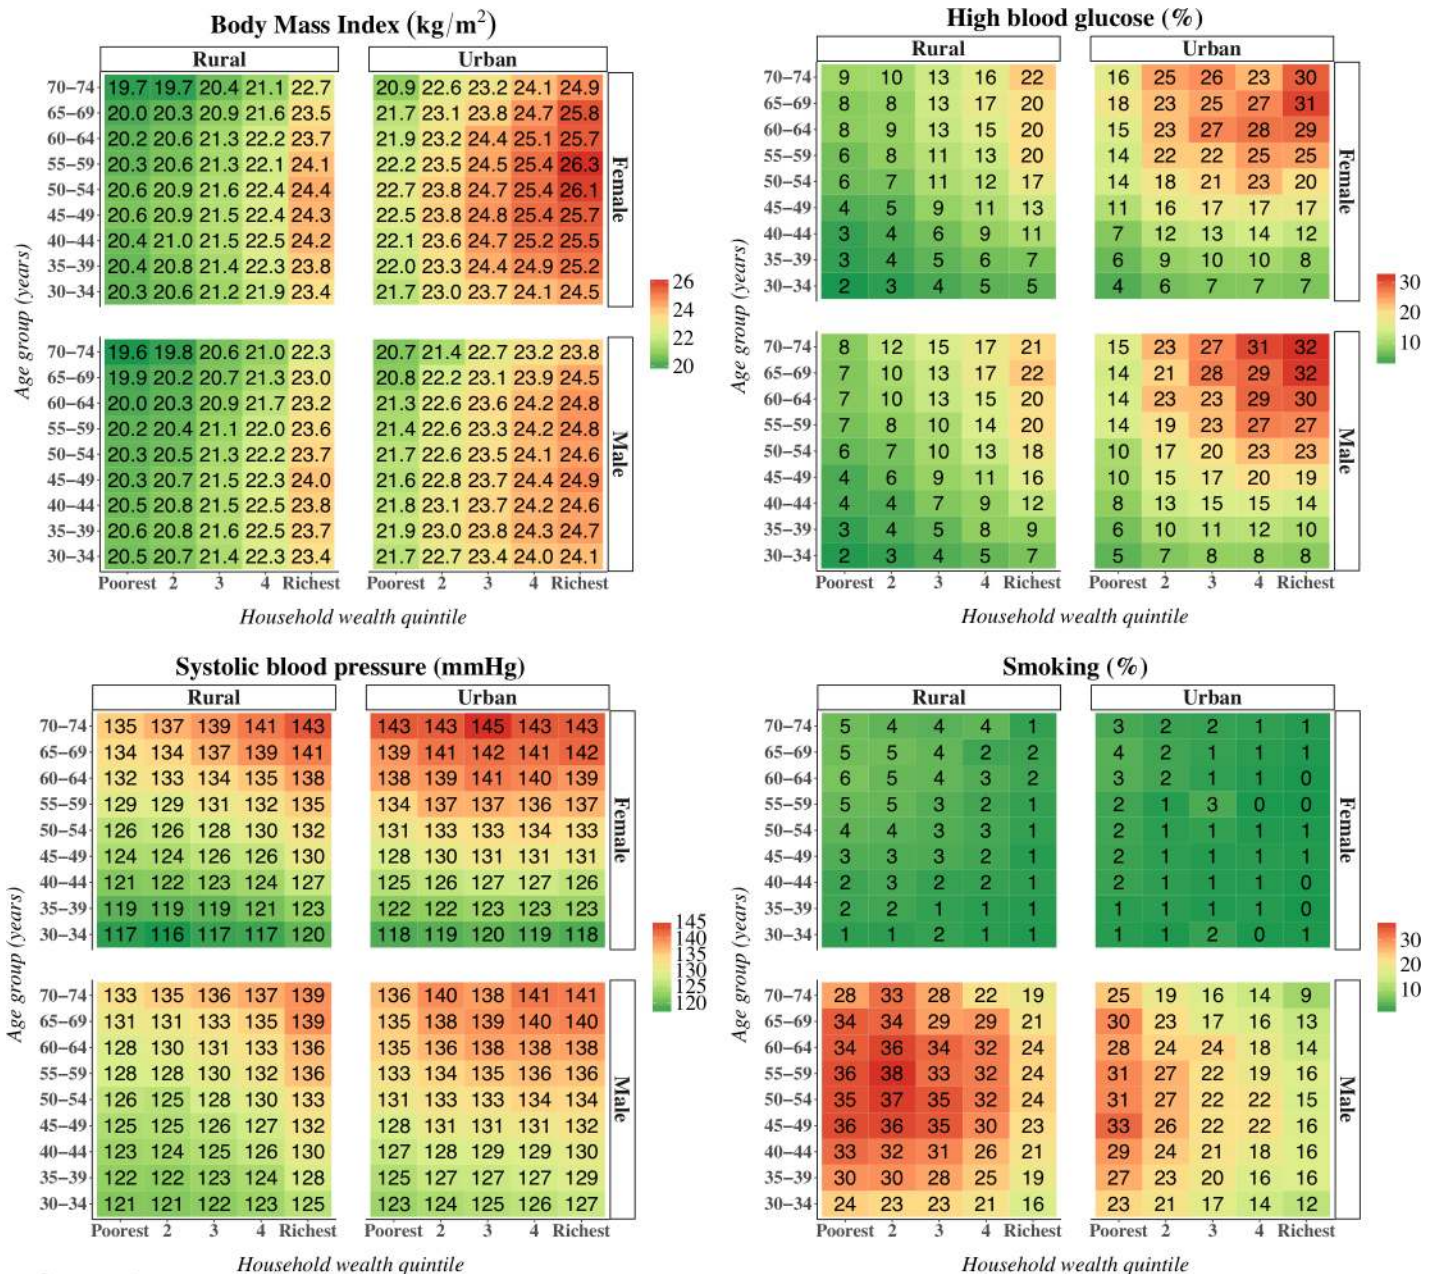 Body Mass Index (kg/m²)
Rural Urban
70–74 19.7 19.7 20.4 21.1 22.7 20.9 22.6 23.2 24.1 24.9
65–69 20.0 20.3 20.9 21.6 23.5 21.7 23.1 23.8 24.7 25.8
60–64 20.2 20.6 21.3 22.2 23.7 21.9 23.2 24.4 25.1 25.7
55–59 20.3 20.6 21.3 22.1 24.1 22.2 23.5 24.5 25.4 26.3
50–54 20.6 20.9 21.6 22.4 24.4 22.7 23.8 24.7 25.4 26.1
45–49 20.6 20.9 21.5 22.4 24.3 22.5 23.8 24.8 25.4 25.7
40–44 20.4 21.0 21.5 22.5 24.2 22.1 23.6 24.7 25.2 25.5
35–39 20.4 20.8 21.4 22.3 23.8 22.0 23.3 24.4 24.9 25.2
30–34 20.3 20.6 21.2 21.9 23.4 21.7 23.0 23.7 24.1 24.5
Female
70–74 19.6 19.8 20.6 21.0 22.3 20.7 21.4 22.7 23.2 23.8
65–69 19.9 20.2 20.7 21.3 23.0 20.8 22.2 23.1 23.9 24.5
60–64 20.0 20.3 20.9 21.7 23.2 21.3 22.6 23.6 24.2 24.8
55–59 20.2 20.4 21.1 22.0 23.6 21.4 22.6 23.3 24.2 24.8
50–54 20.3 20.5 21.3 22.2 23.7 21.3 22.6 23.5 24.1 24.6
45–49 20.3 20.7 21.5 22.3 24.0 21.6 22.8 23.7 24.4 24.9
40–44 20.5 20.8 21.5 22.5 23.8 21.8 23.1 23.7 24.2 24.6
35–39 20.6 20.8 21.6 22.5 23.7 21.9 23.0 23.8 24.3 24.7
30–34 20.5 20.7 21.4 22.3 23.4 21.7 22.7 23.4 24.0 24.1
Male
Poorest 2 3 4 Richest Poorest 2 3 4 Richest
Household wealth quintile
Age group (years)
26
24
22
20
High blood glucose (%)
Rural Urban
70–74 9 10 13 16 22 16 25 26 23 30
65–69 8 8 13 17 20 18 23 25 27 31
60–64 8 9 13 15 20 15 23 27 28 29
55–59 6 8 11 13 20 14 22 22 25 25
50–54 6 7 11 12 17 14 18 21 23 20
45–49 4 5 9 11 13 11 16 17 17 17
40–44 3 4 6 9 11 7 12 13 14 12
35–39 3 4 5 6 7 6 9 10 10 8
30–34 2 3 4 5 5 4 6 7 7 7
Female
70–74 8 12 15 17 21 15 23 27 31 32
65–69 7 10 13 17 22 14 21 28 29 32
60–64 7 10 13 15 20 14 23 23 29 30
55–59 7 8 10 14 20 14 19 23 27 27
50–54 6 7 10 13 18 10 17 20 23 23
45–49 4 6 9 11 16 10 15 17 20 19
40–44 4 4 7 9 12 8 13 15 15 14
35–39 3 4 5 8 9 6 10 11 12 10
30–34 2 3 4 5 7 5 7 8 8 8
Male
Poorest 2 3 4 Richest Poorest 2 3 4 Richest
Household wealth quintile
Age group (years)
30
20
10
Systolic blood pressure (mmHg)
Rural Urban
70–74 135 137 139 141 143 143 143 145 143 143
65–69 134 134 137 139 141 139 141 142 141 142
60–64 132 133 134 135 138 138 139 141 140 139
55–59 129 129 131 132 135 134 137 137 136 137
50–54 126 126 128 130 132 131 133 133 134 133
45–49 124 124 126 126 130 128 130 131 131 131
40–44 121 122 123 124 127 125 126 127 127 126
35–39 119 119 119 121 123 122 122 123 123 123
30–34 117 116 117 117 120 118 119 120 119 118
Female
70–74 133 135 136 137 139 136 140 138 141 141
65–69 131 131 133 135 139 135 138 139 140 140
60–64 128 130 131 133 136 135 136 138 138 138
55–59 128 128 130 132 136 133 134 135 136 136
50–54 126 125 128 130 133 131 133 133 134 134
45–49 125 125 126 127 132 128 131 131 131 132
40–44 123 124 125 126 130 127 128 129 129 130
35–39 122 122 123 124 128 125 127 127 127 129
30–34 121 121 122 123 125 123 124 125 126 127
Male
Poorest 2 3 4 Richest Poorest 2 3 4 Richest
Household wealth quintile
Age group (years)
145
140
135
130
125
120
Smoking (%)
Rural Urban
70–74 5 4 4 4 1 3 2 2 1 1
65–69 5 5 4 2 2 4 2 1 1 1
60–64 6 5 4 3 2 3 2 1 1 0
55–59 5 5 3 2 1 2 1 3 0 0
50–54 4 4 3 3 1 2 1 1 1 1
45–49 3 3 3 2 1 2 1 1 1 1
40–44 2 3 2 2 1 2 1 1 1 0
35–39 2 2 1 1 1 1 1 1 1 0
30–34 1 1 2 1 1 1 1 2 0 1
Female
70–74 28 33 28 22 19 25 19 16 14 9
65–69 34 34 29 29 21 30 23 17 16 13
60–64 34 36 34 32 24 28 24 24 18 14
55–59 36 38 33 32 24 31 27 22 19 16
50–54 35 37 35 32 24 31 27 22 22 15
45–49 36 36 35 30 23 33 26 22 22 16
40–44 33 32 31 26 21 29 24 21 18 16
35–39 30 30 28 25 19 27 23 20 16 16
30–34 24 23 23 21 16 23 21 17 14 12
Male
Poorest 2 3 4 Richest Poorest 2 3 4 Richest
Household wealth quintile
Age group (years)
30
20
10